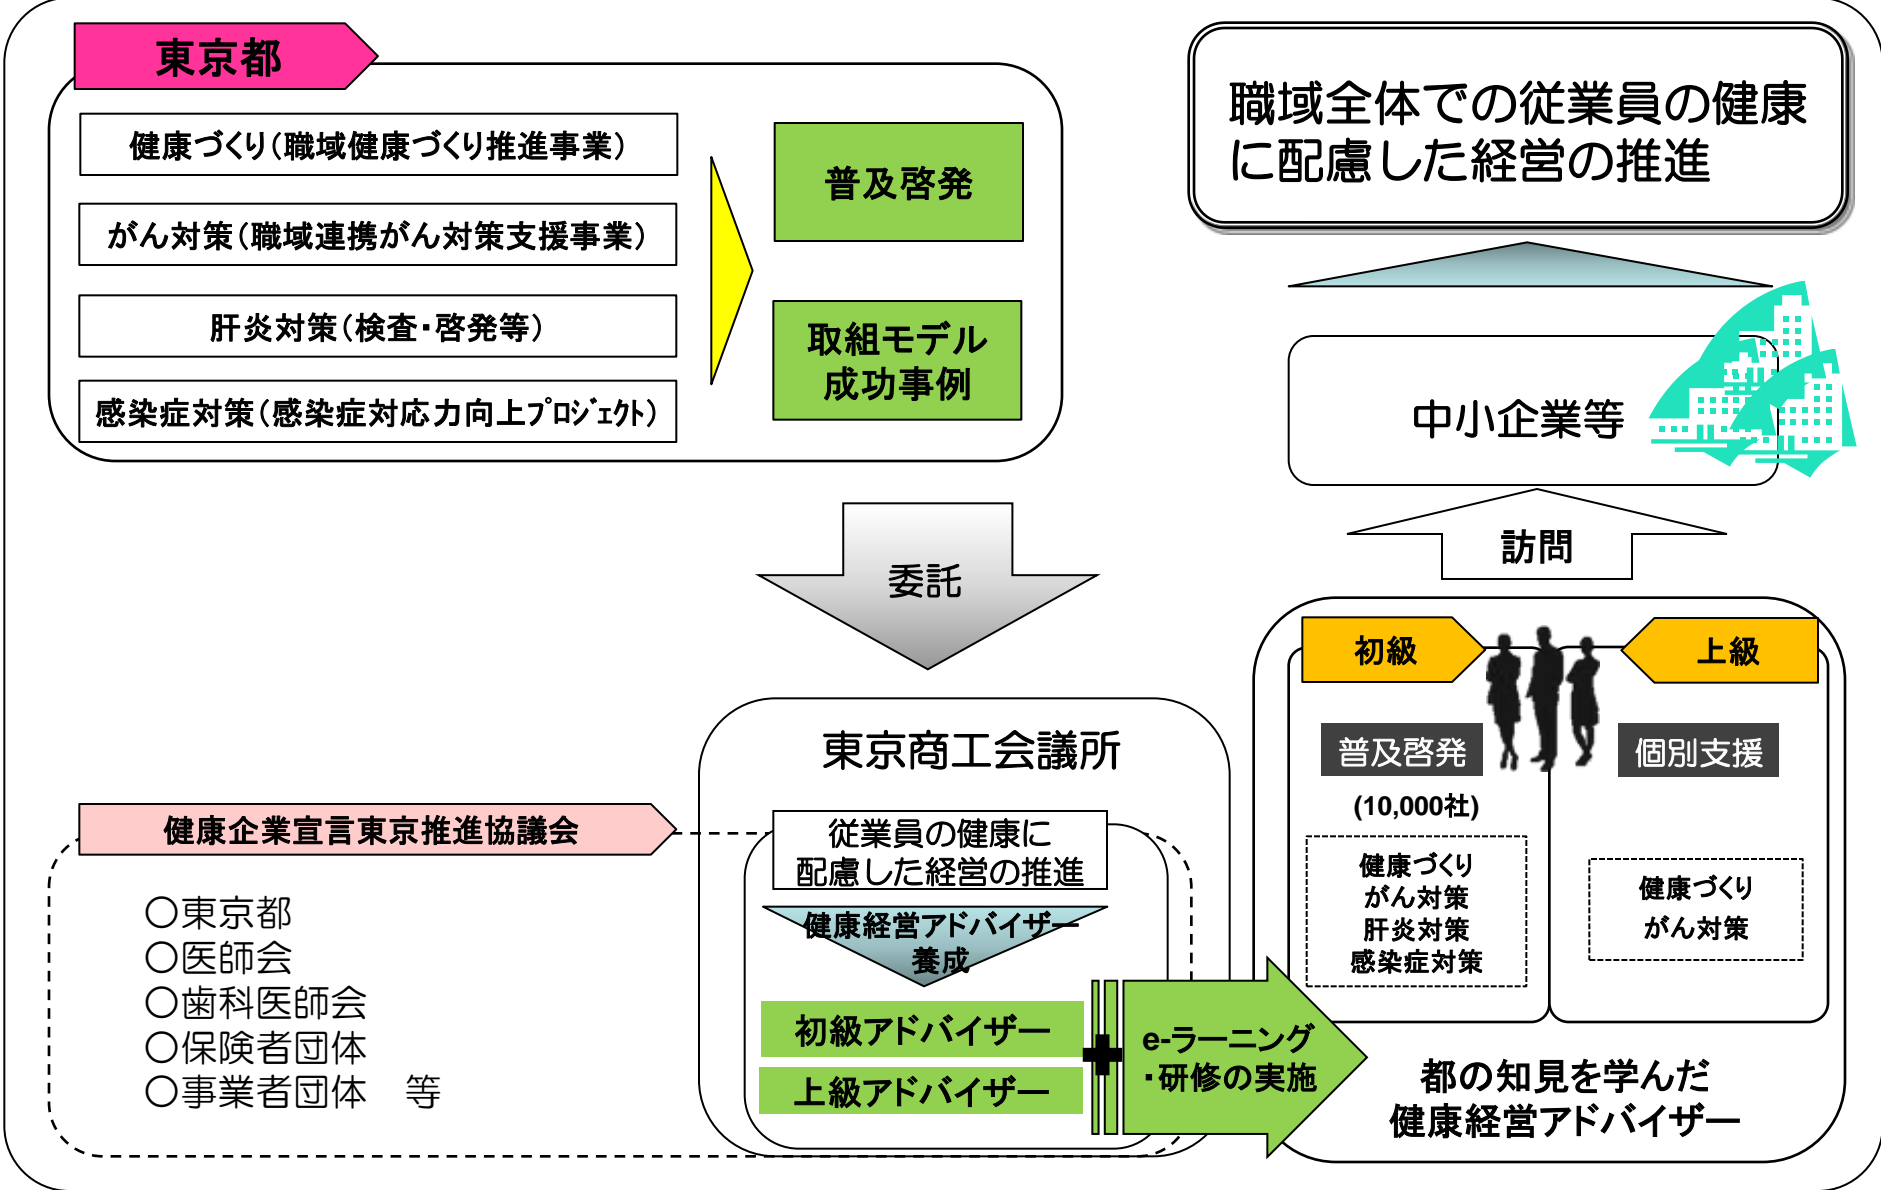 東京都
健康づくり(職域健康づくり推進事業)
がん対策(職域連携がん対策支援事業)
肝炎対策(検査・啓発等)
感染症対策(感染症対応力向上ﾌﾟﾛｼﾞｪｸﾄ)
普及啓発
取組モデル
成功事例
委託
東京商工会議所
従業員の健康に
配慮した経営の推進
健康経営アドバイザー
養成
初級アドバイザー
上級アドバイザー
健康企業宣言東京推進協議会
○東京都
○医師会
○歯科医師会
○保険者団体
○事業者団体　等
e-ラーニング
・研修の実施
職域全体での従業員の健康
に配慮した経営の推進
中小企業等
訪問
初級
上級
普及啓発
個別支援
(10,000社)
健康づくり
がん対策
肝炎対策
感染症対策
健康づくり
がん対策
都の知見を学んだ
健康経営アドバイザー